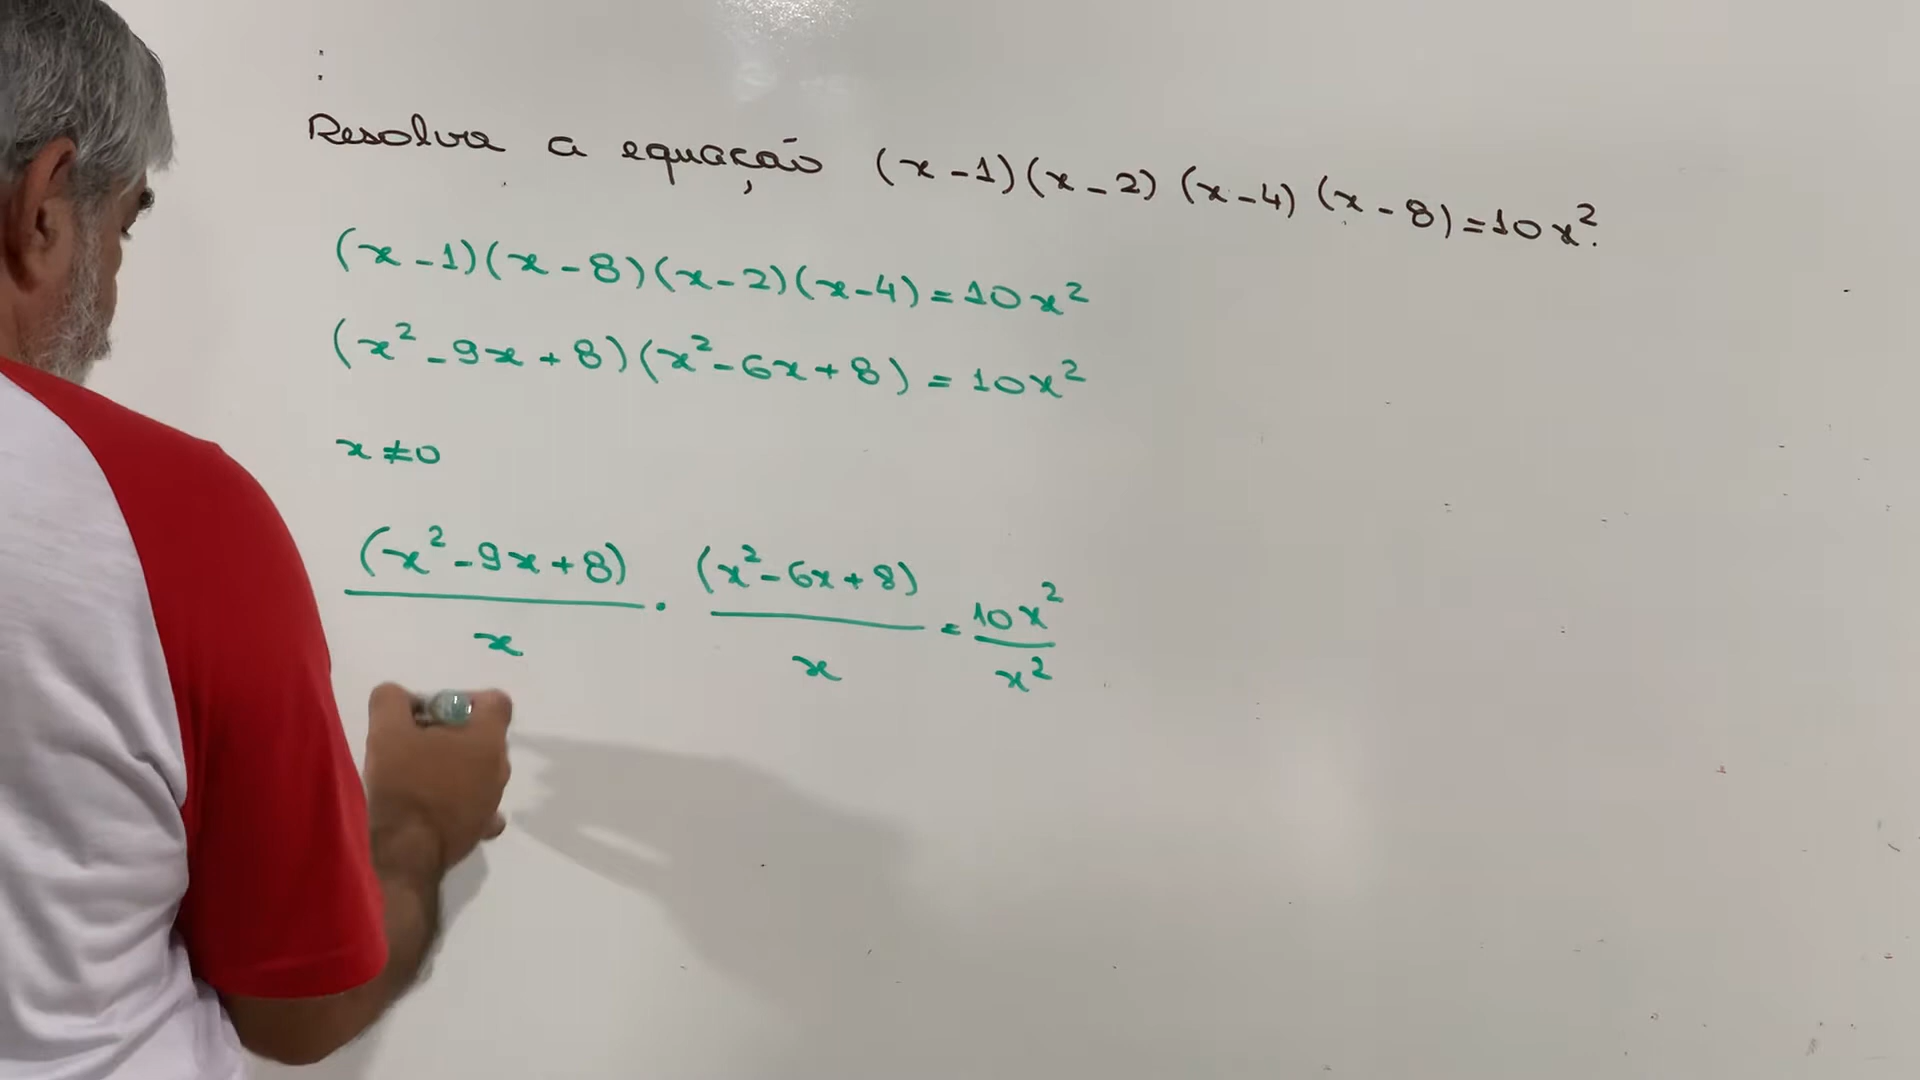 Resolva a equação (x-1)(x-2)(x-4)(x-8)=10x².
(x-1)(x-8)(x-2)(x-4)=10x²
(x²-9x+8)(x²-6x+8)=10x²
x≠0
(x²-9x+8)/x · (x²-6x+8)/x = 10x²/x²